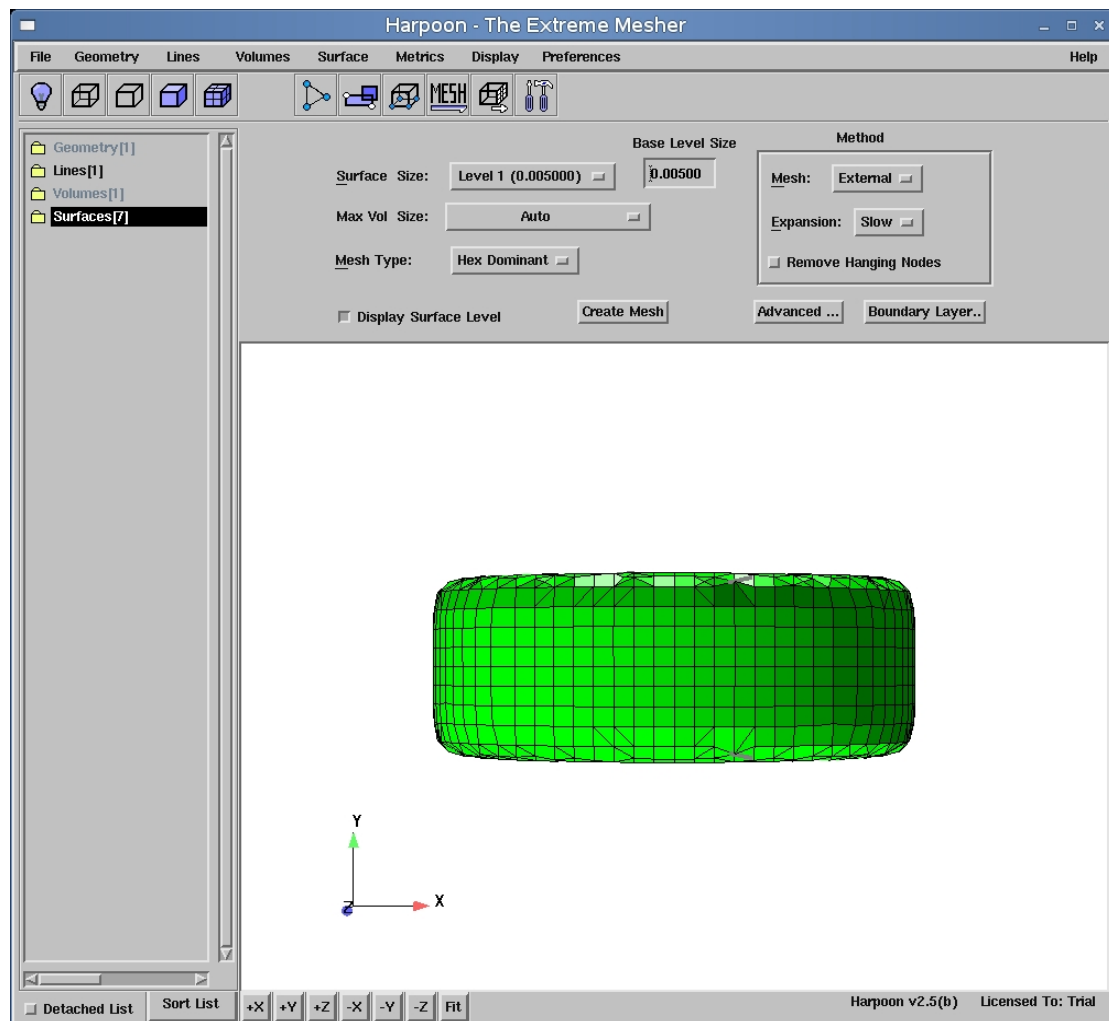 Harpoon - The Extreme Mesher
File Geometry Lines Volumes Surface Metrics Display Preferences Help
MESH
Geometry[1]
Lines[1]
Volumes[1]
Surfaces[7]
Base Level Size
Method
Surface Size: Level 1 (0.005000) 0.00500
Mesh: External
Max Vol Size: Auto
Expansion: Slow
Mesh Type: Hex Dominant
Remove Hanging Nodes
Display Surface Level Create Mesh Advanced ... Boundary Layer..
Y
Z X
Detached List Sort List +X +Y +Z -X -Y -Z Fit Harpoon v2.5(b) Licensed To: Trial